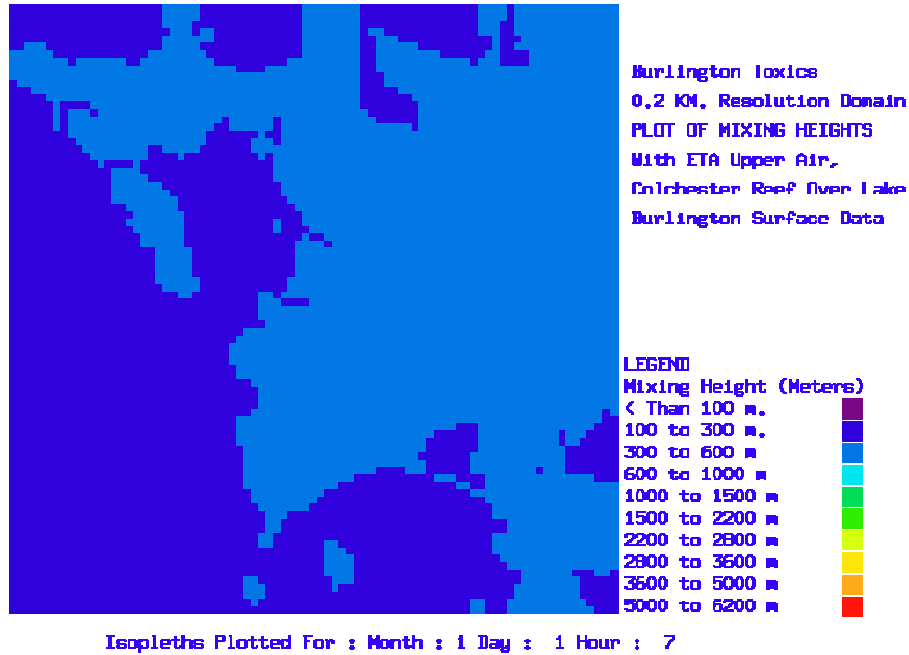 Burlington Toxics
0.2 KM. Resolution Domain
PLOT OF MIXING HEIGHTS
With ETA Upper Air,
Colchester Reef Over Lake
Burlington Surface Data
LEGEND
Mixing Height (Meters)
< Than 100 m.
100 to 300 m.
300 to 600 m
600 to 1000 m
1000 to 1500 m
1500 to 2200 m
2200 to 2800 m
2800 to 3600 m
3600 to 5000 m
5000 to 6200 m
Isopleths Plotted For : Month : 1 Day : 1 Hour : 7